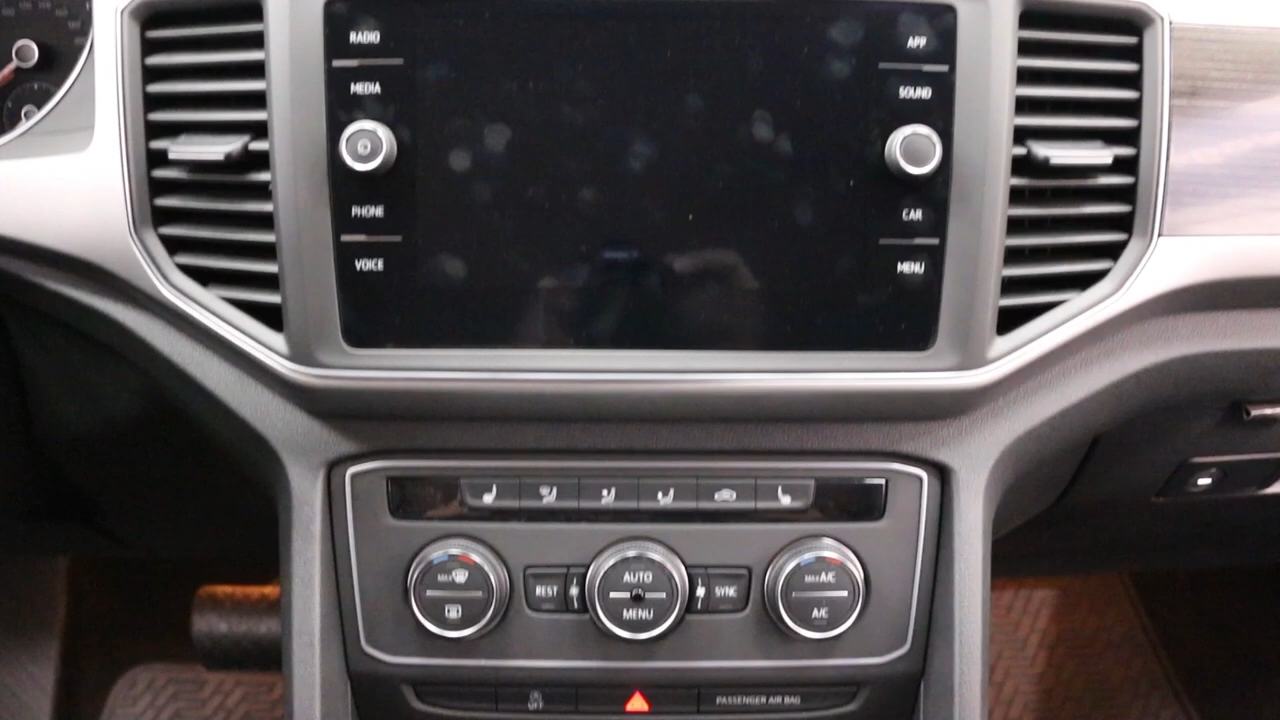 RADIO
APP
MEDIA
SOUND
PHONE
CAR
VOICE
MENU
MAX
AUTO
MAX A/C
REST
SYNC
MENU
A/C
OFF
PASSENGER AIR BAG